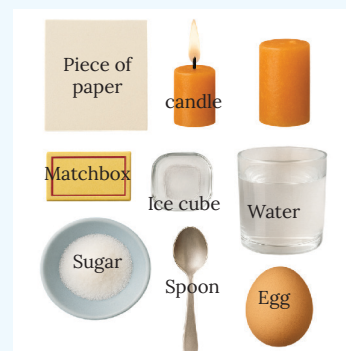 Piece of
paper
candle
Matchbox
Ice cube
Water
Sugar
Spoon
Egg